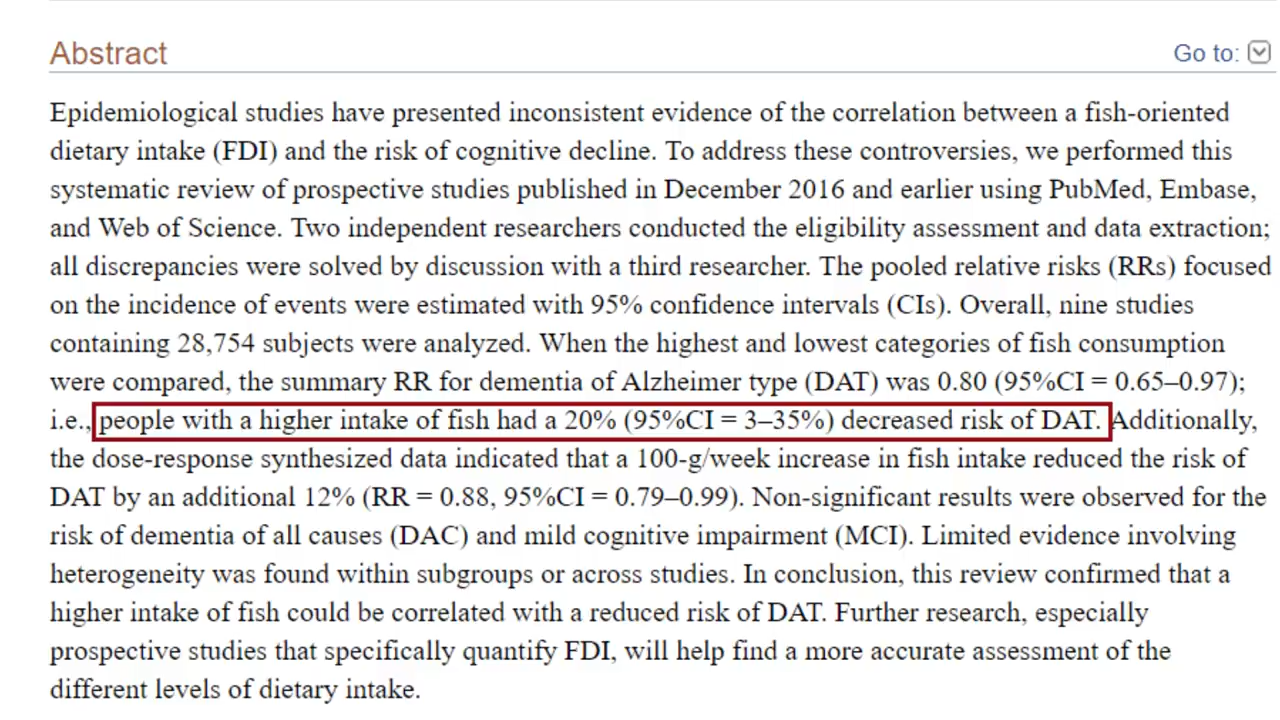 Abstract
Go to:
Epidemiological studies have presented inconsistent evidence of the correlation between a fish-oriented
dietary intake (FDI) and the risk of cognitive decline. To address these controversies, we performed this
systematic review of prospective studies published in December 2016 and earlier using PubMed, Embase,
and Web of Science. Two independent researchers conducted the eligibility assessment and data extraction;
all discrepancies were solved by discussion with a third researcher. The pooled relative risks (RRs) focused
on the incidence of events were estimated with 95% confidence intervals (CIs). Overall, nine studies
containing 28,754 subjects were analyzed. When the highest and lowest categories of fish consumption
were compared, the summary RR for dementia of Alzheimer type (DAT) was 0.80 (95%CI = 0.65–0.97);
i.e., people with a higher intake of fish had a 20% (95%CI = 3–35%) decreased risk of DAT. Additionally,
the dose-response synthesized data indicated that a 100-g/week increase in fish intake reduced the risk of
DAT by an additional 12% (RR = 0.88, 95%CI = 0.79–0.99). Non-significant results were observed for the
risk of dementia of all causes (DAC) and mild cognitive impairment (MCI). Limited evidence involving
heterogeneity was found within subgroups or across studies. In conclusion, this review confirmed that a
higher intake of fish could be correlated with a reduced risk of DAT. Further research, especially
prospective studies that specifically quantify FDI, will help find a more accurate assessment of the
different levels of dietary intake.